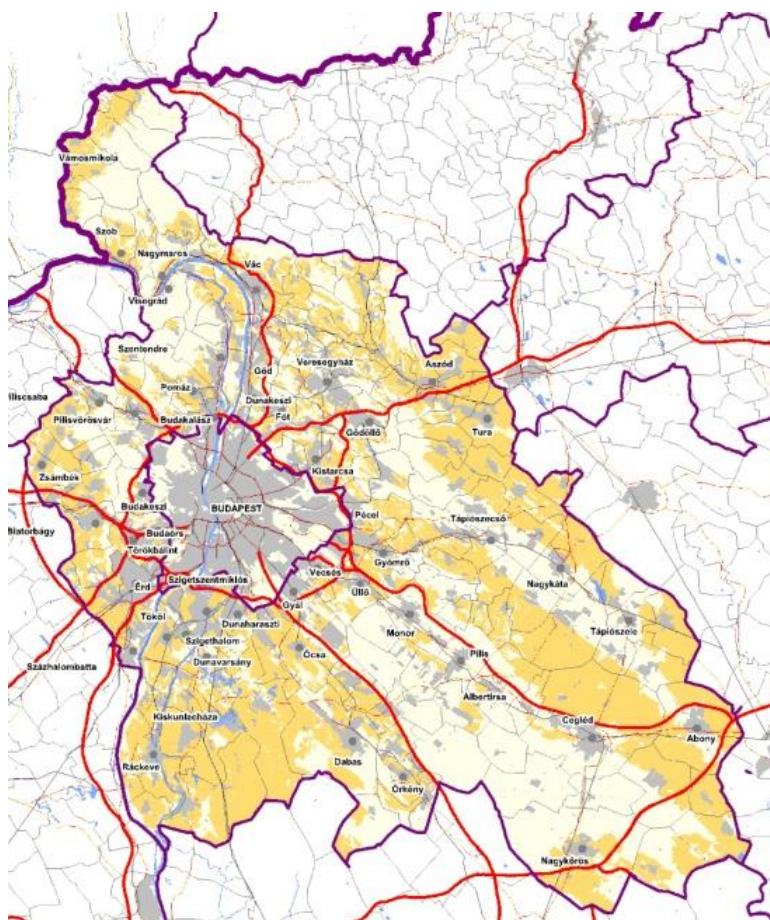 Vámosmikola
Szob
Nagymaros
Vác
Visegrád
Szentendre
Göd
Veresegyház
Aszód
Piliscsaba
Pomáz
Dunakeszi
Pilisvörösvár
Budakalász
Fót
Gödöllő
Tura
Kistarcsa
Zsámbék
Budakeszi
BUDAPEST
Pécel
Tápiószecső
Biatorbágy
Budaörs
Törökbálint
Gyömrő
Érd
Szigetszentmiklós
Vecsés
Nagykáta
Üllő
Gyál
Tököl
Dunaharaszti
Monor
Tápiószele
Szigethalom
Százhalombatta
Dunavarsány
Ócsa
Pilis
Albertirsa
Kiskunlacháza
Cegléd
Abony
Ráckeve
Dabas
Örkény
Nagykőrös